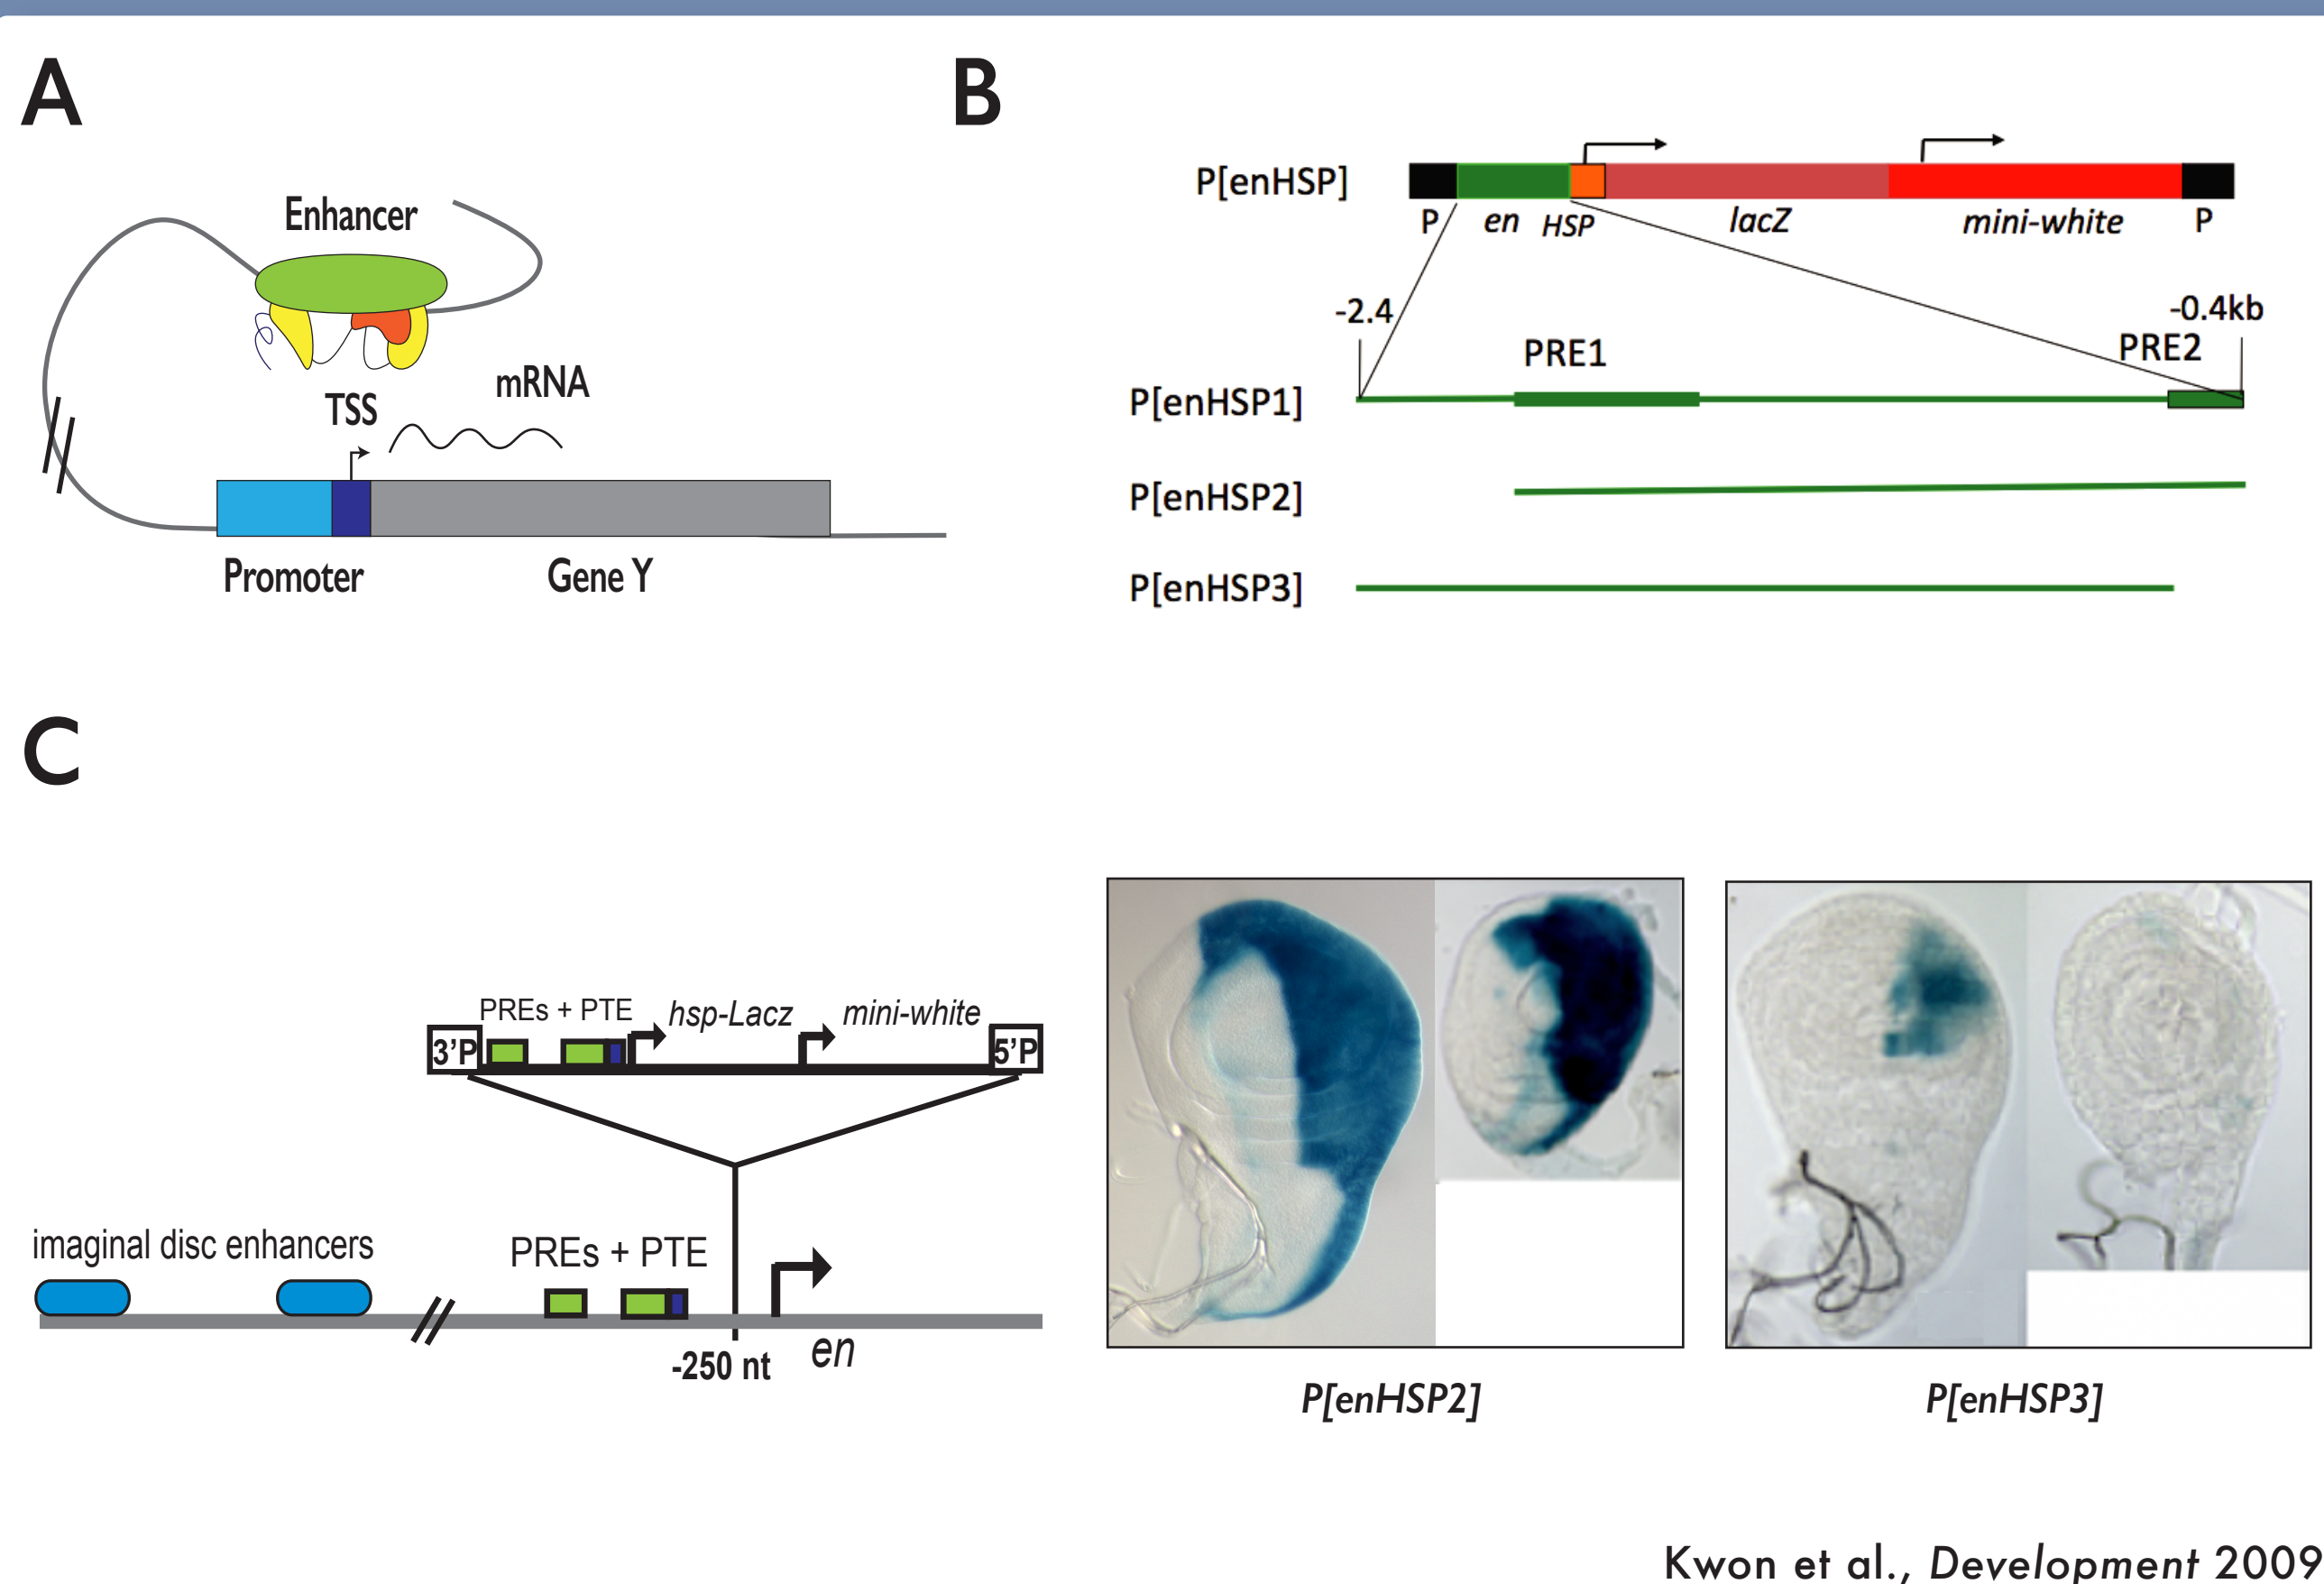 A
Enhancer
TSS
mRNA
Promoter
Gene Y
B
P[enHSP]
P
en
HSP
lacZ
mini-white
P
-2.4
-0.4kb
PRE1
PRE2
P[enHSP1]
P[enHSP2]
P[enHSP3]
C
PREs + PTE
hsp-Lacz
mini-white
3'P
5'P
imaginal disc enhancers
PREs + PTE
-250 nt
en
P[enHSP2]
P[enHSP3]
Kwon et al., Development 2009